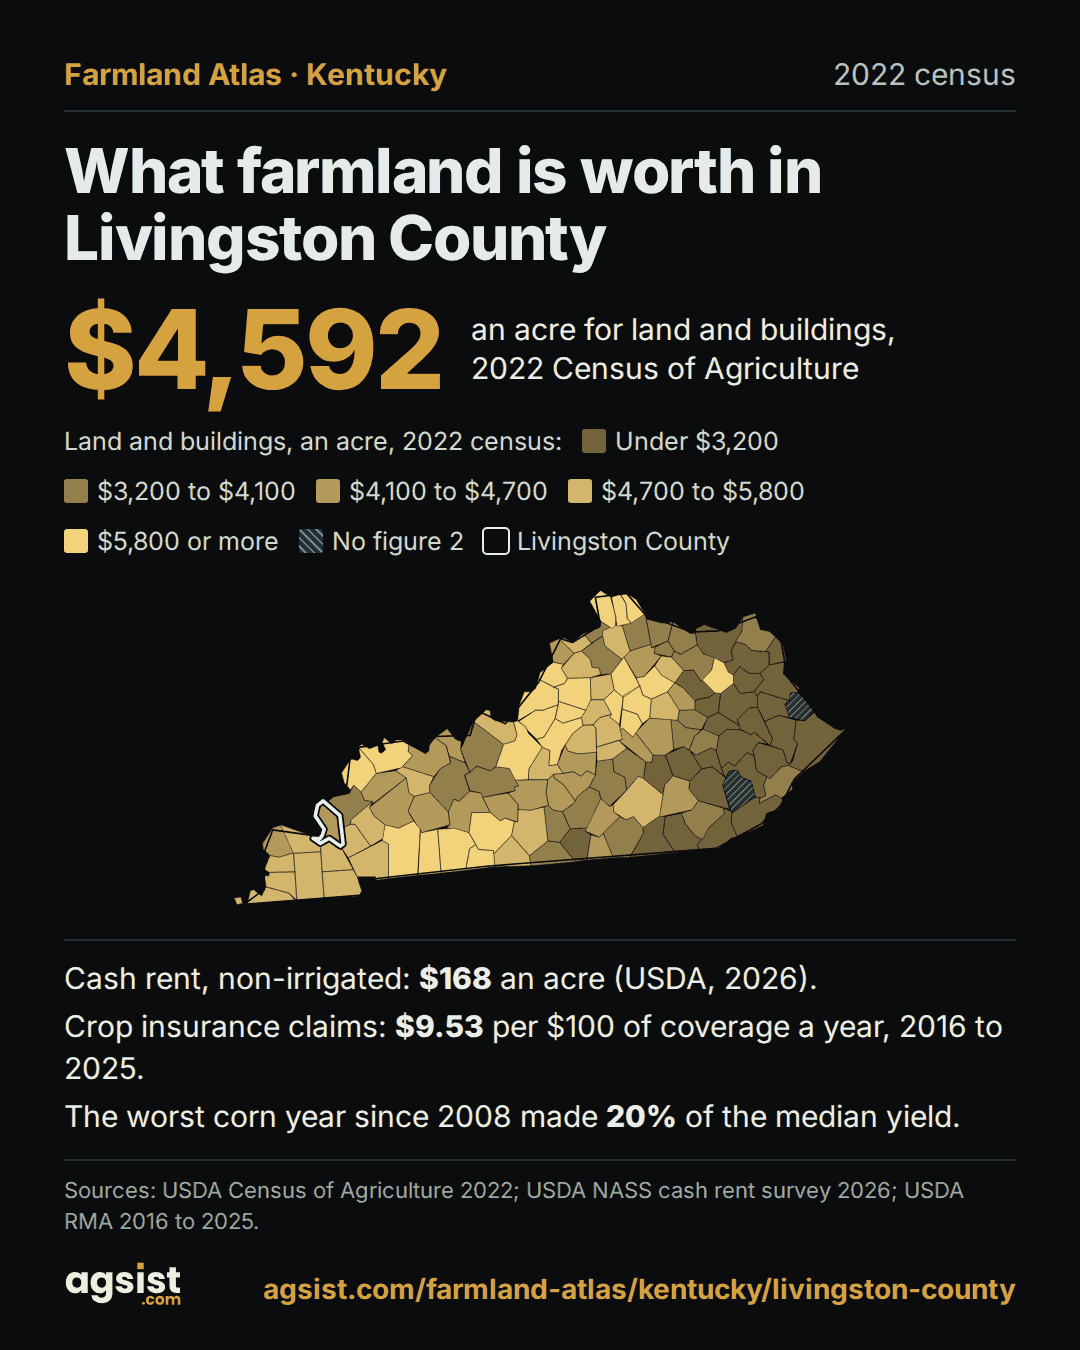 Farmland Atlas · Kentucky
2022 census
What farmland is worth in
Livingston County
$4,592
an acre for land and buildings,
2022 Census of Agriculture
Land and buildings, an acre, 2022 census: Under $3,200
$3,200 to $4,100 $4,100 to $4,700 $4,700 to $5,800
$5,800 or more No figure 2 Livingston County
Cash rent, non-irrigated: $168 an acre (USDA, 2026).
Crop insurance claims: $9.53 per $100 of coverage a year, 2016 to
2025.
The worst corn year since 2008 made 20% of the median yield.
Sources: USDA Census of Agriculture 2022; USDA NASS cash rent survey 2026; USDA
RMA 2016 to 2025.
agsist
.com
agsist.com/farmland-atlas/kentucky/livingston-county